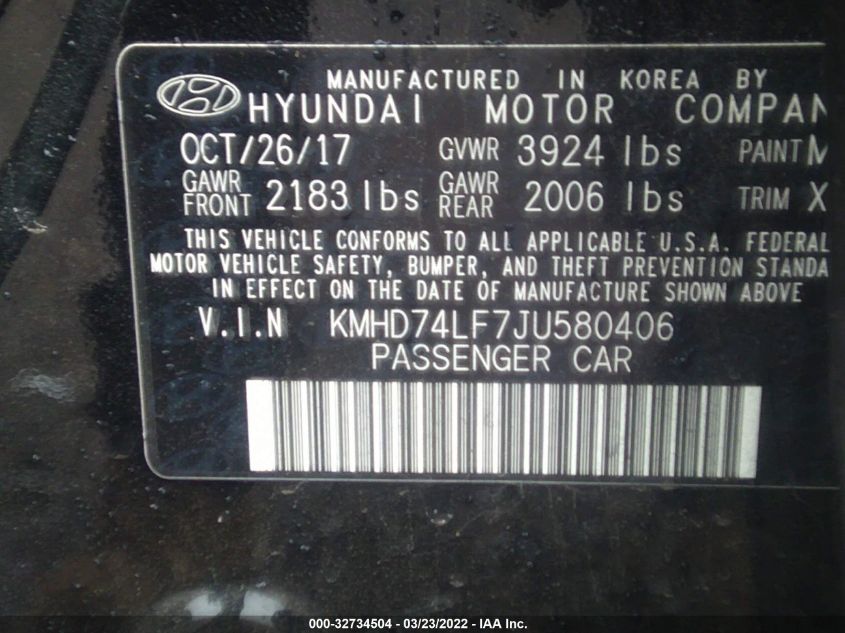 MANUFACTURED IN KOREA BY
HYUNDAI MOTOR COMPAN
OCT/26/17 GVWR 3924 lbs PAINT M
GAWR FRONT 2183 lbs GAWR REAR 2006 lbs TRIM X
THIS VEHICLE CONFORMS TO ALL APPLICABLE U.S.A. FEDERAL
MOTOR VEHICLE SAFETY, BUMPER, AND THEFT PREVENTION STANDA
IN EFFECT ON THE DATE OF MANUFACTURE SHOWN ABOVE
V.I.N KMHD74LF7JU580406
PASSENGER CAR
000-32734504 - 03/23/2022 - IAA Inc.